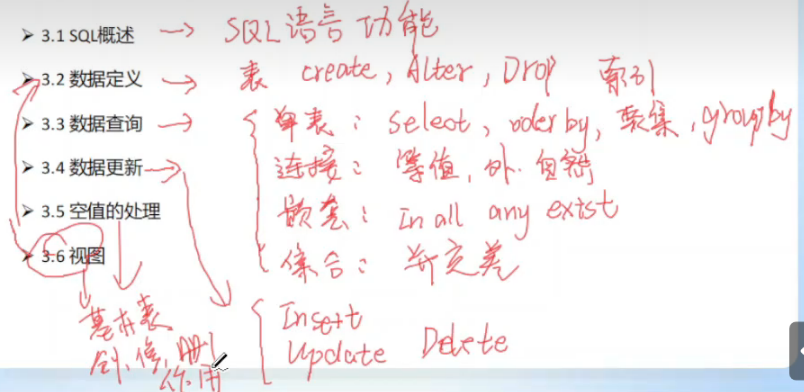 3.1 SQL概述 → SQL语言功能
3.2 数据定义 → 表 create, Alter, Drop 索引
3.3 数据查询 → 单表: select, oderby, 聚集, groupby
3.4 数据更新 连接: 等值, 外, 自然
3.5 空值的处理 嵌套: In all any exist
3.6 视图 集合: 并交差
基本表 Insert
创, 修, 删 Update Delete
作用